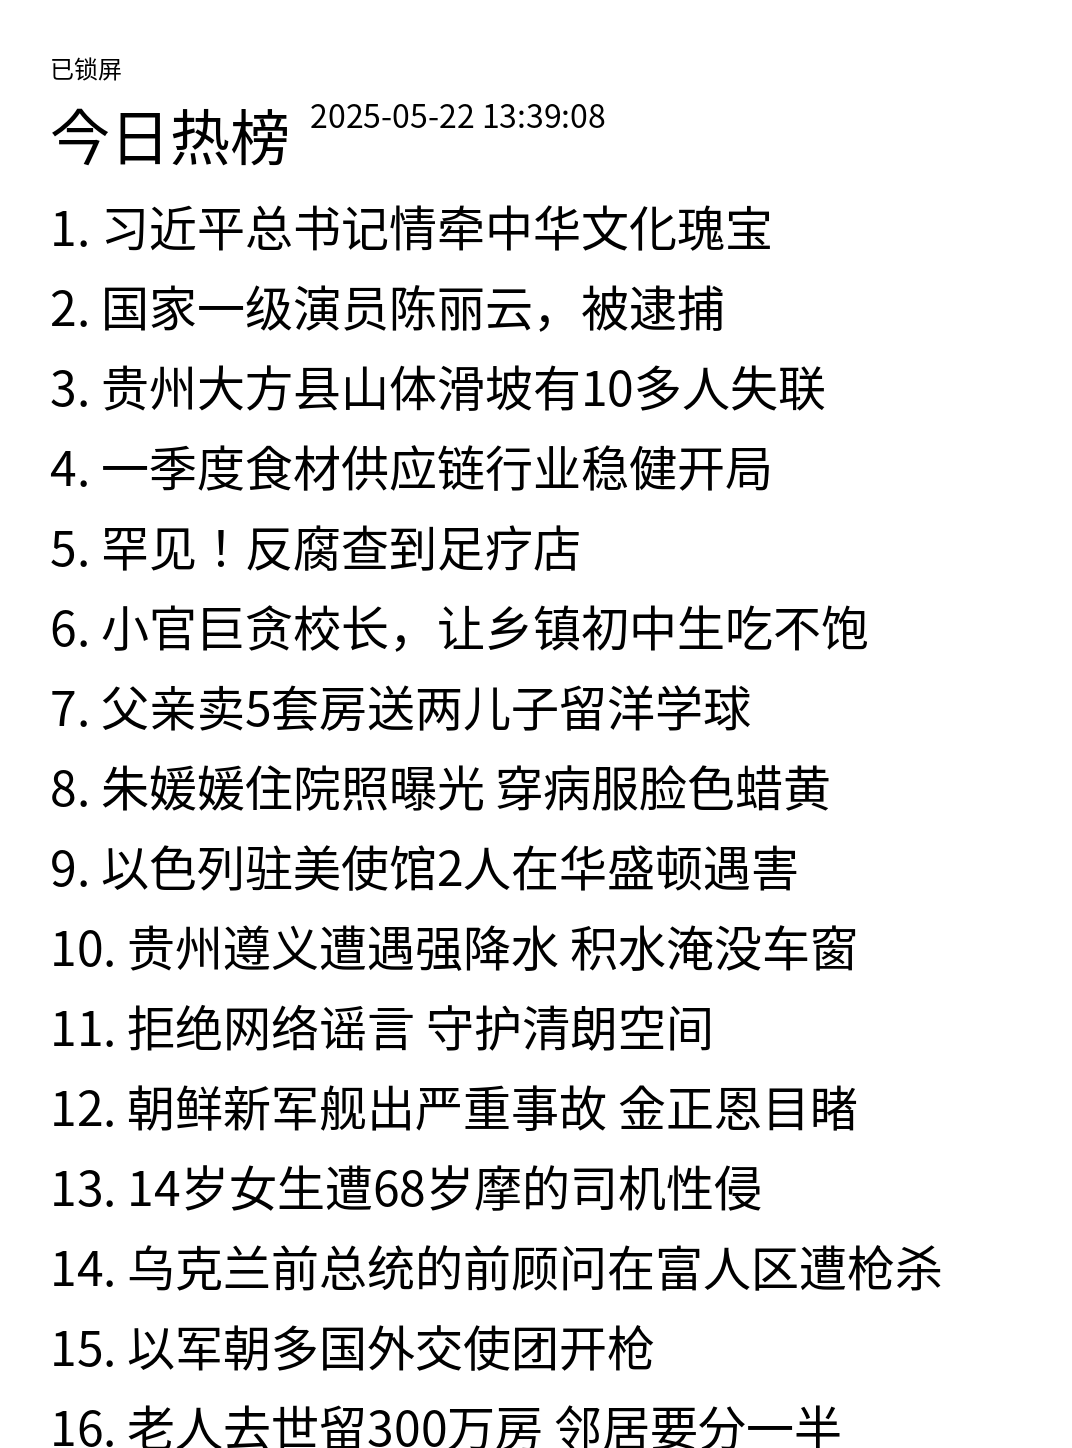 已锁屏
今日热榜 2025-05-22 13:39:08
1. 习近平总书记情牵中华文化瑰宝
2. 国家一级演员陈丽云，被逮捕
3. 贵州大方县山体滑坡有10多人失联
4. 一季度食材供应链行业稳健开局
5. 罕见！反腐查到足疗店
6. 小官巨贪校长，让乡镇初中生吃不饱
7. 父亲卖5套房送两儿子留洋学球
8. 朱媛媛住院照曝光 穿病服脸色蜡黄
9. 以色列驻美使馆2人在华盛顿遇害
10. 贵州遵义遭遇强降水 积水淹没车窗
11. 拒绝网络谣言 守护清朗空间
12. 朝鲜新军舰出严重事故 金正恩目睹
13. 14岁女生遭68岁摩的司机性侵
14. 乌克兰前总统的前顾问在富人区遭枪杀
15. 以军朝多国外交使团开枪
16. 老人去世留300万房 邻居要分一半